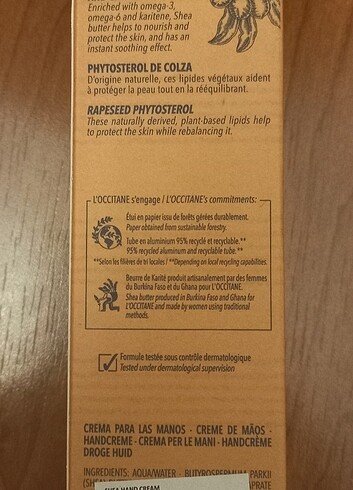 Enriched with omega-3,
omega-6 and karitene, Shea
butter helps to nourish and
protect the skin, and has an
instant soothing effect.
PHYTOSTEROL DE COLZA
D'origine naturelle, ces lipides végétaux aident
à protéger la peau tout en la rééquilibrant.
RAPESEED PHYTOSTEROL
These naturally derived, plant-based lipids help
to protect the skin while rebalancing it.
L'OCCITANE s'engage / L'OCCITANE's commitments:
Étui en papier issu de forêts gérées durablement.
Paper obtained from sustainable forestry.
Tube en aluminium 95% recyclé et recyclable.**
95% recycled aluminum and recyclable tube.**
**Selon les filières de tri locales / **Depending on local recycling capabilities.
Beurre de Karité produit artisanalement par des femmes
du Burkina Faso et du Ghana pour L'OCCITANE.
Shea butter produced in Burkina Faso and Ghana for
L'OCCITANE and made by women using traditional
methods.
Formule testée sous contrôle dermatologique
Tested under dermatological supervision
CREMA PARA LAS MANOS · CREME DE MÃOS ·
HANDCREME · CREMA PER LE MANI · HANDCRÈME
DROGE HUID
INGREDIENTS: AQUA/WATER · BUTYROSPERMUM PARKII
(SHEA)
SHEA HAND CREAM